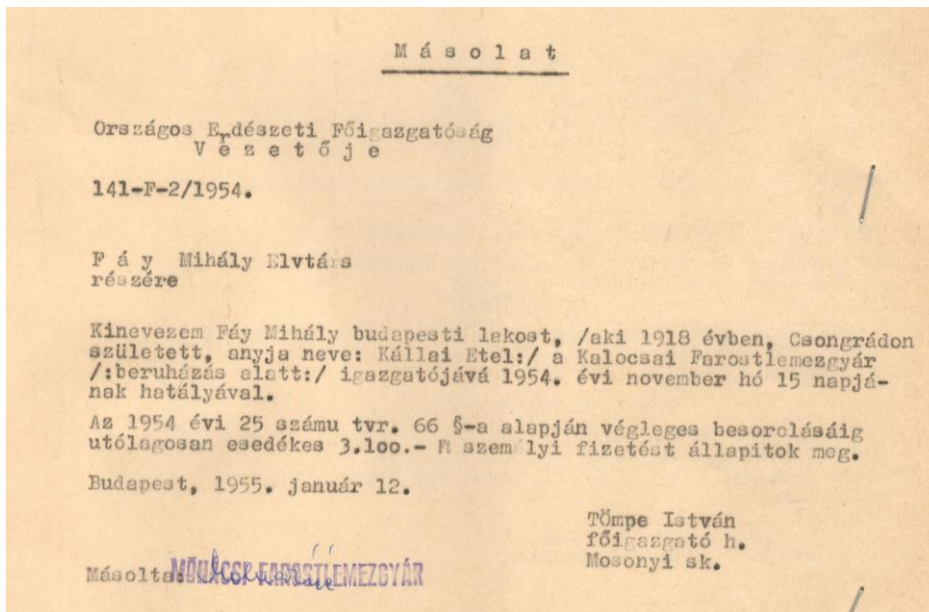 M á s o l a t
Országos Erdészeti Főigazgatóság
V e z e t ő j e
141-F-2/1954.
F á y Mihály Elvtárs
részére
Kinevezem Fáy Mihály budapesti lakost, /aki 1918 évben, Csongrádon
született, anyja neve: Kállai Etel:/ a Kalocsai Farostlemezgyár
/:beruházás alatt:/ igazgatójává 1954. évi november hó 15 napjá-
nak hatályával.
Az 1954 évi 25 számu tvr. 66 §-a alapján végleges besorolásáig
utólagosan esedékes 3.100.- Ft személyi fizetést állapitok meg.
Budapest, 1955. január 12.
Tömpe István
főigazgató h.
Mosonyi sk.
Másolta: FAROSTLEMEZGYÁR